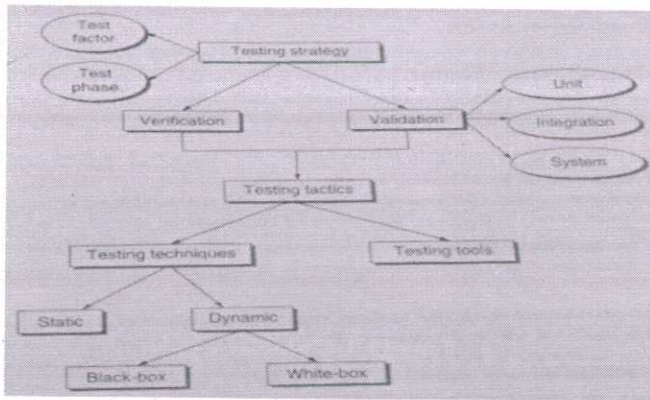 Test
factor
Testing strategy
Test
phase
Unit
Verification
Validation
Integration
System
Testing tactics
Testing techniques
Testing tools
Static
Dynamic
Black-box
White-box